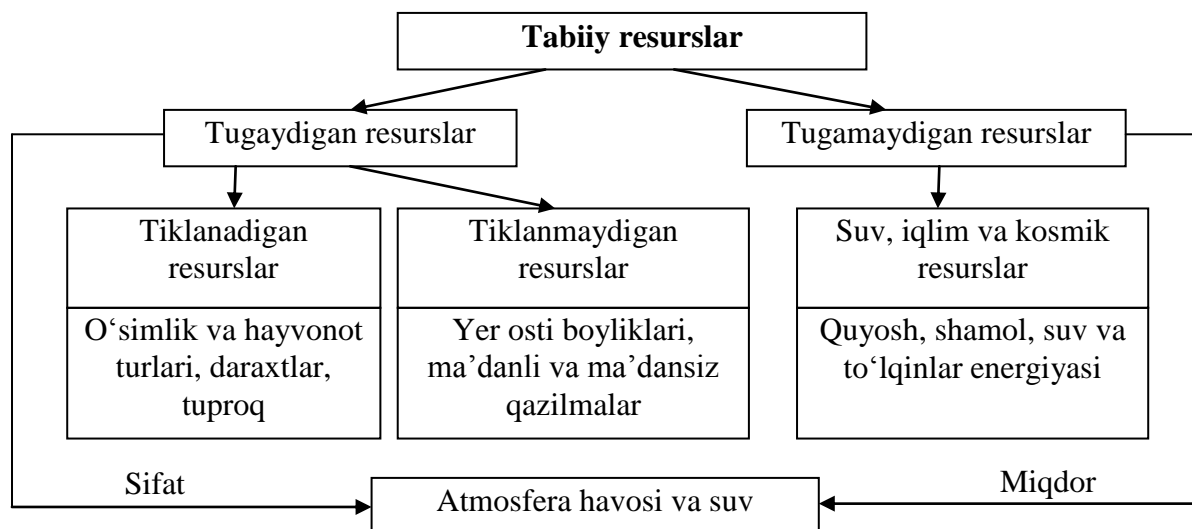 Tabiiy resurslar
Tugaydigan resurslar
Tugamaydigan resurslar
Tiklanadigan
resurslar
Tiklanmaydigan
resurslar
Suv, iqlim va kosmik
resurslar
O‘simlik va hayvonot
turlari, daraxtlar,
tuproq
Yer osti boyliklari,
ma’danli va ma’dansiz
qazilmalar
Quyosh, shamol, suv va
to‘lqinlar energiyasi
Sifat
Atmosfera havosi va suv
Miqdor